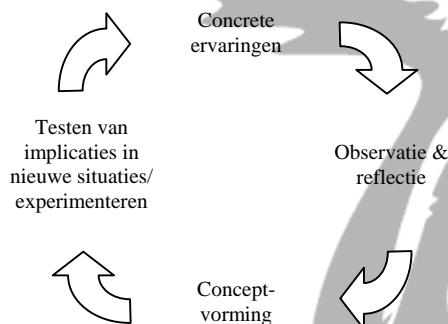 Concrete
ervaringen
Observatie &
reflectie
Concept-
vorming
Testen van
implicaties in
nieuwe situaties/
experimenteren